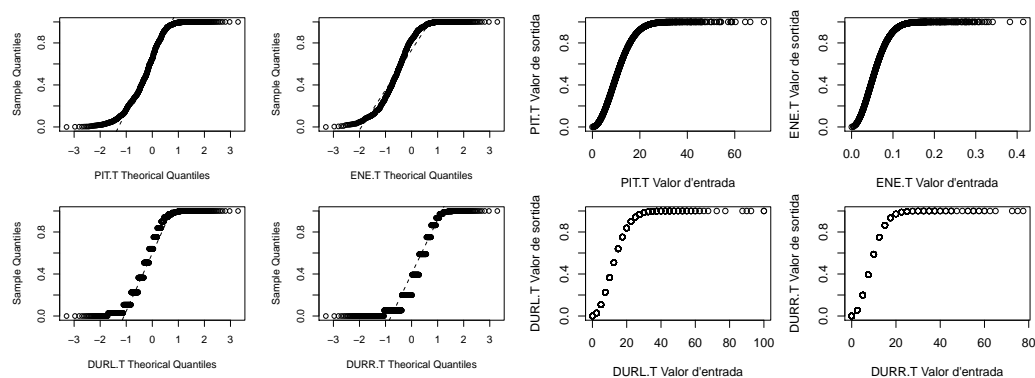 Sample Quantiles
0.0 0.4 0.8
−3 −2 −1 0 1 2 3
PIT.T Theorical Quantiles
Sample Quantiles
0.0 0.4 0.8
−3 −2 −1 0 1 2 3
ENE.T Theorical Quantiles
PIT.T Valor de sortida
0.0 0.4 0.8
0 20 40 60
PIT.T Valor d'entrada
ENE.T Valor de sortida
0.0 0.4 0.8
0.0 0.1 0.2 0.3 0.4
ENE.T Valor d'entrada
Sample Quantiles
0.0 0.4 0.8
−3 −2 −1 0 1 2 3
DURL.T Theorical Quantiles
Sample Quantiles
0.0 0.4 0.8
−3 −2 −1 0 1 2 3
DURR.T Theorical Quantiles
DURL.T Valor de sortida
0.0 0.4 0.8
0 20 40 60 80 100
DURL.T Valor d'entrada
DURR.T Valor de sortida
0.0 0.4 0.8
0 20 40 60 80
DURR.T Valor d'entrada